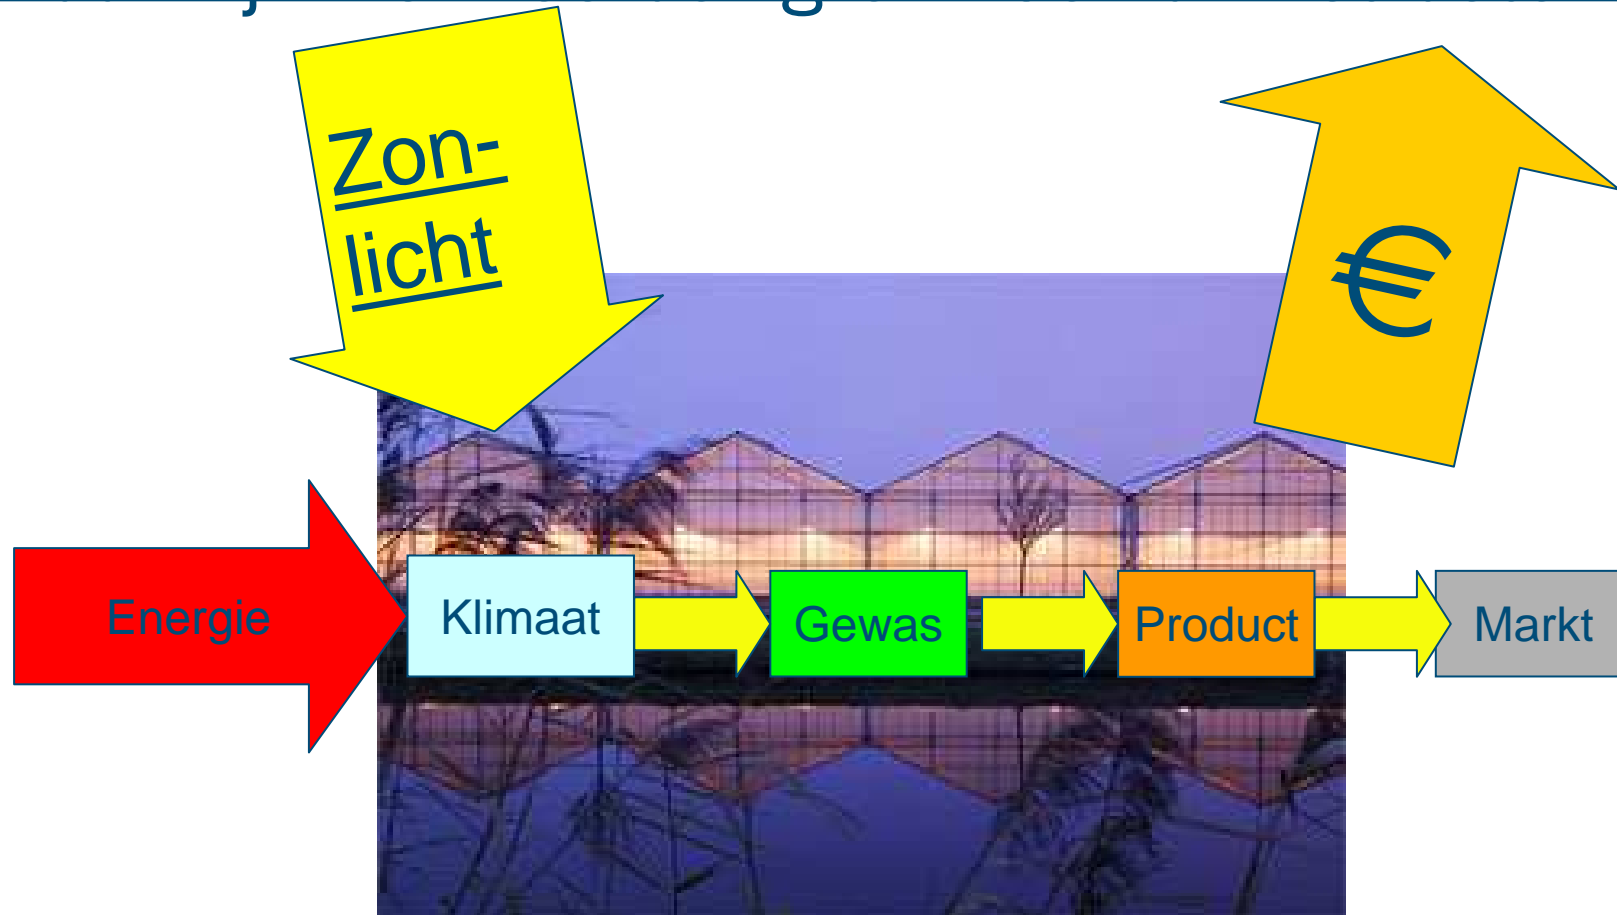 Zon-
licht
€
Energie
Klimaat
Gewas
Product
Markt